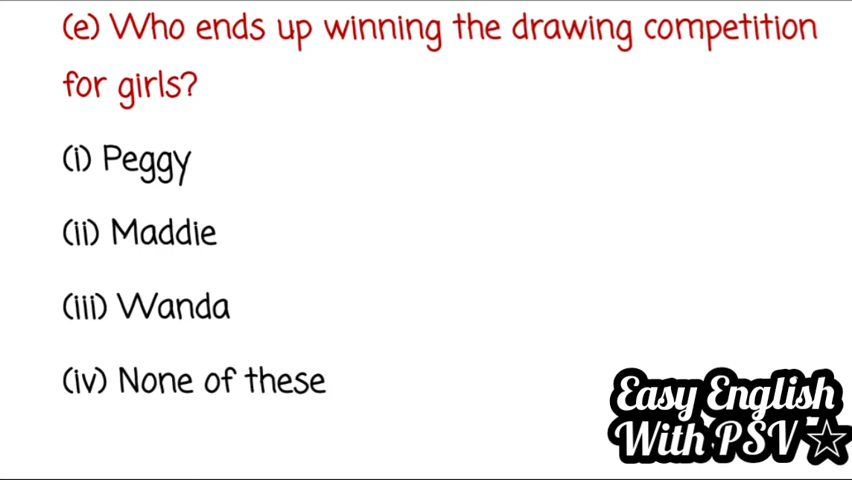 (e) Who ends up winning the drawing competition
for girls?
(i) Peggy
(ii) Maddie
(iii) Wanda
(iv) None of these
Easy English
With PSV